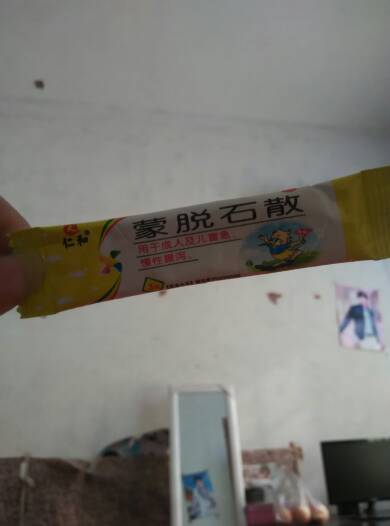 仁和
蒙脱石散
用于成人及儿童急、
慢性腹泻。